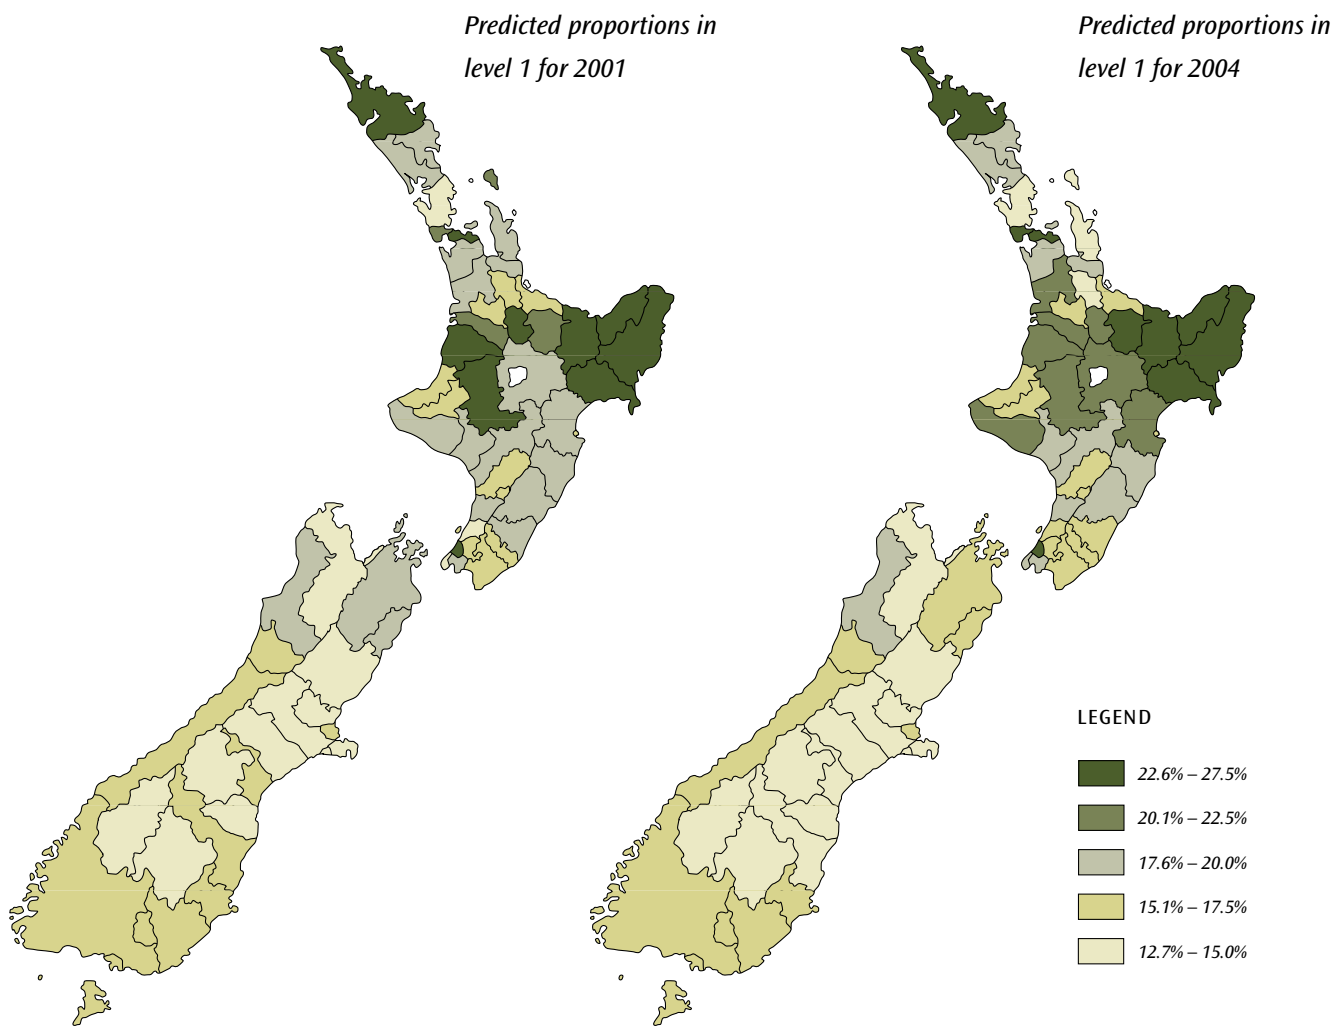 Predicted proportions in
level 1 for 2001
Predicted proportions in
level 1 for 2004
LEGEND
22.6% – 27.5%
20.1% – 22.5%
17.6% – 20.0%
15.1% – 17.5%
12.7% – 15.0%